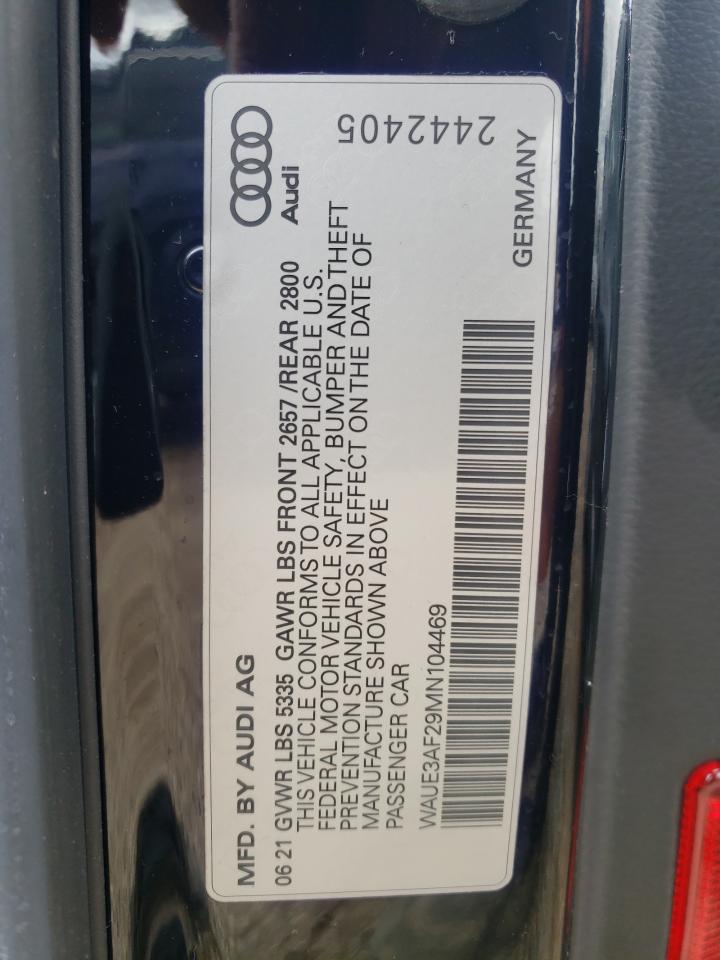 MFD. BY AUDI AG
06 21 GVWR LBS 5335 GAWR LBS FRONT 2657 /REAR 2800
THIS VEHICLE CONFORMS TO ALL APPLICABLE U.S.
FEDERAL MOTOR VEHICLE SAFETY, BUMPER AND THEFT
PREVENTION STANDARDS IN EFFECT ON THE DATE OF
MANUFACTURE SHOWN ABOVE
PASSENGER CAR
WAUE3AF29MN104469
Audi
2442405
GERMANY